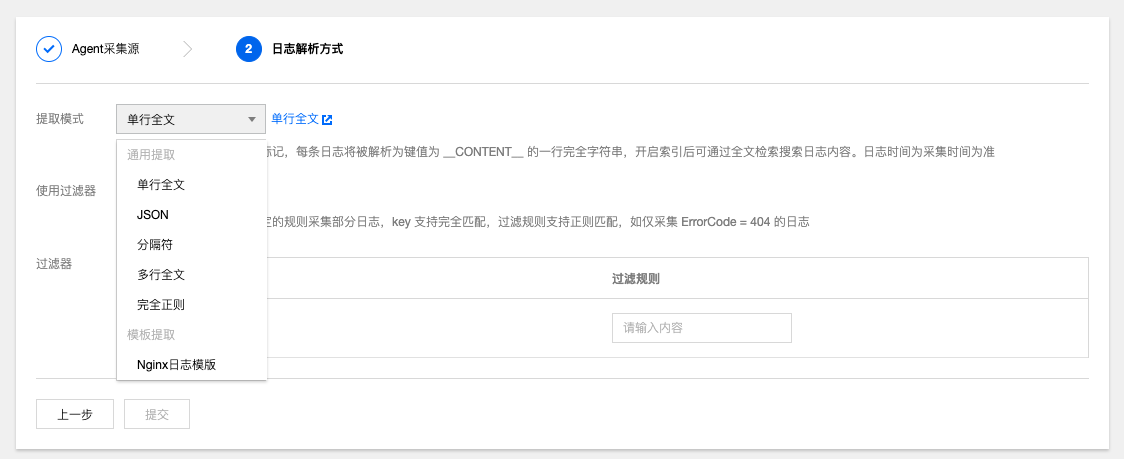 Agent采集源
2 日志解析方式
提取模式
单行全文
单行全文
通用提取
单行全文
JSON
分隔符
多行全文
完全正则
模板提取
Nginx日志模版
记，每条日志将被解析为键值为 __CONTENT__ 的一行完全字符串，开启索引后可通过全文检索搜索日志内容。日志时间为采集时间为准
使用过滤器
的规则采集部分日志，key 支持完全匹配，过滤规则支持正则匹配，如仅采集 ErrorCode = 404 的日志
过滤器
过滤规则
请输入内容
上一步
提交